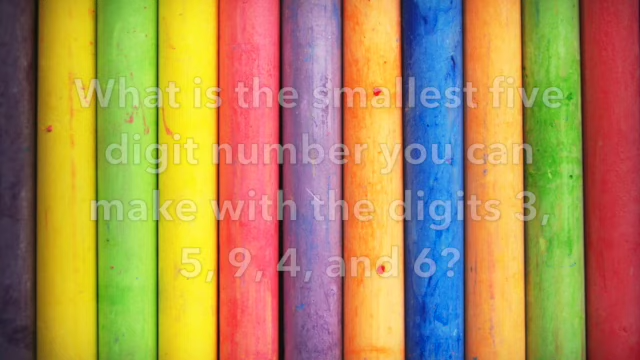 What is the smallest five
digit number you can
make with the digits 3,
5, 9, 4, and 6?